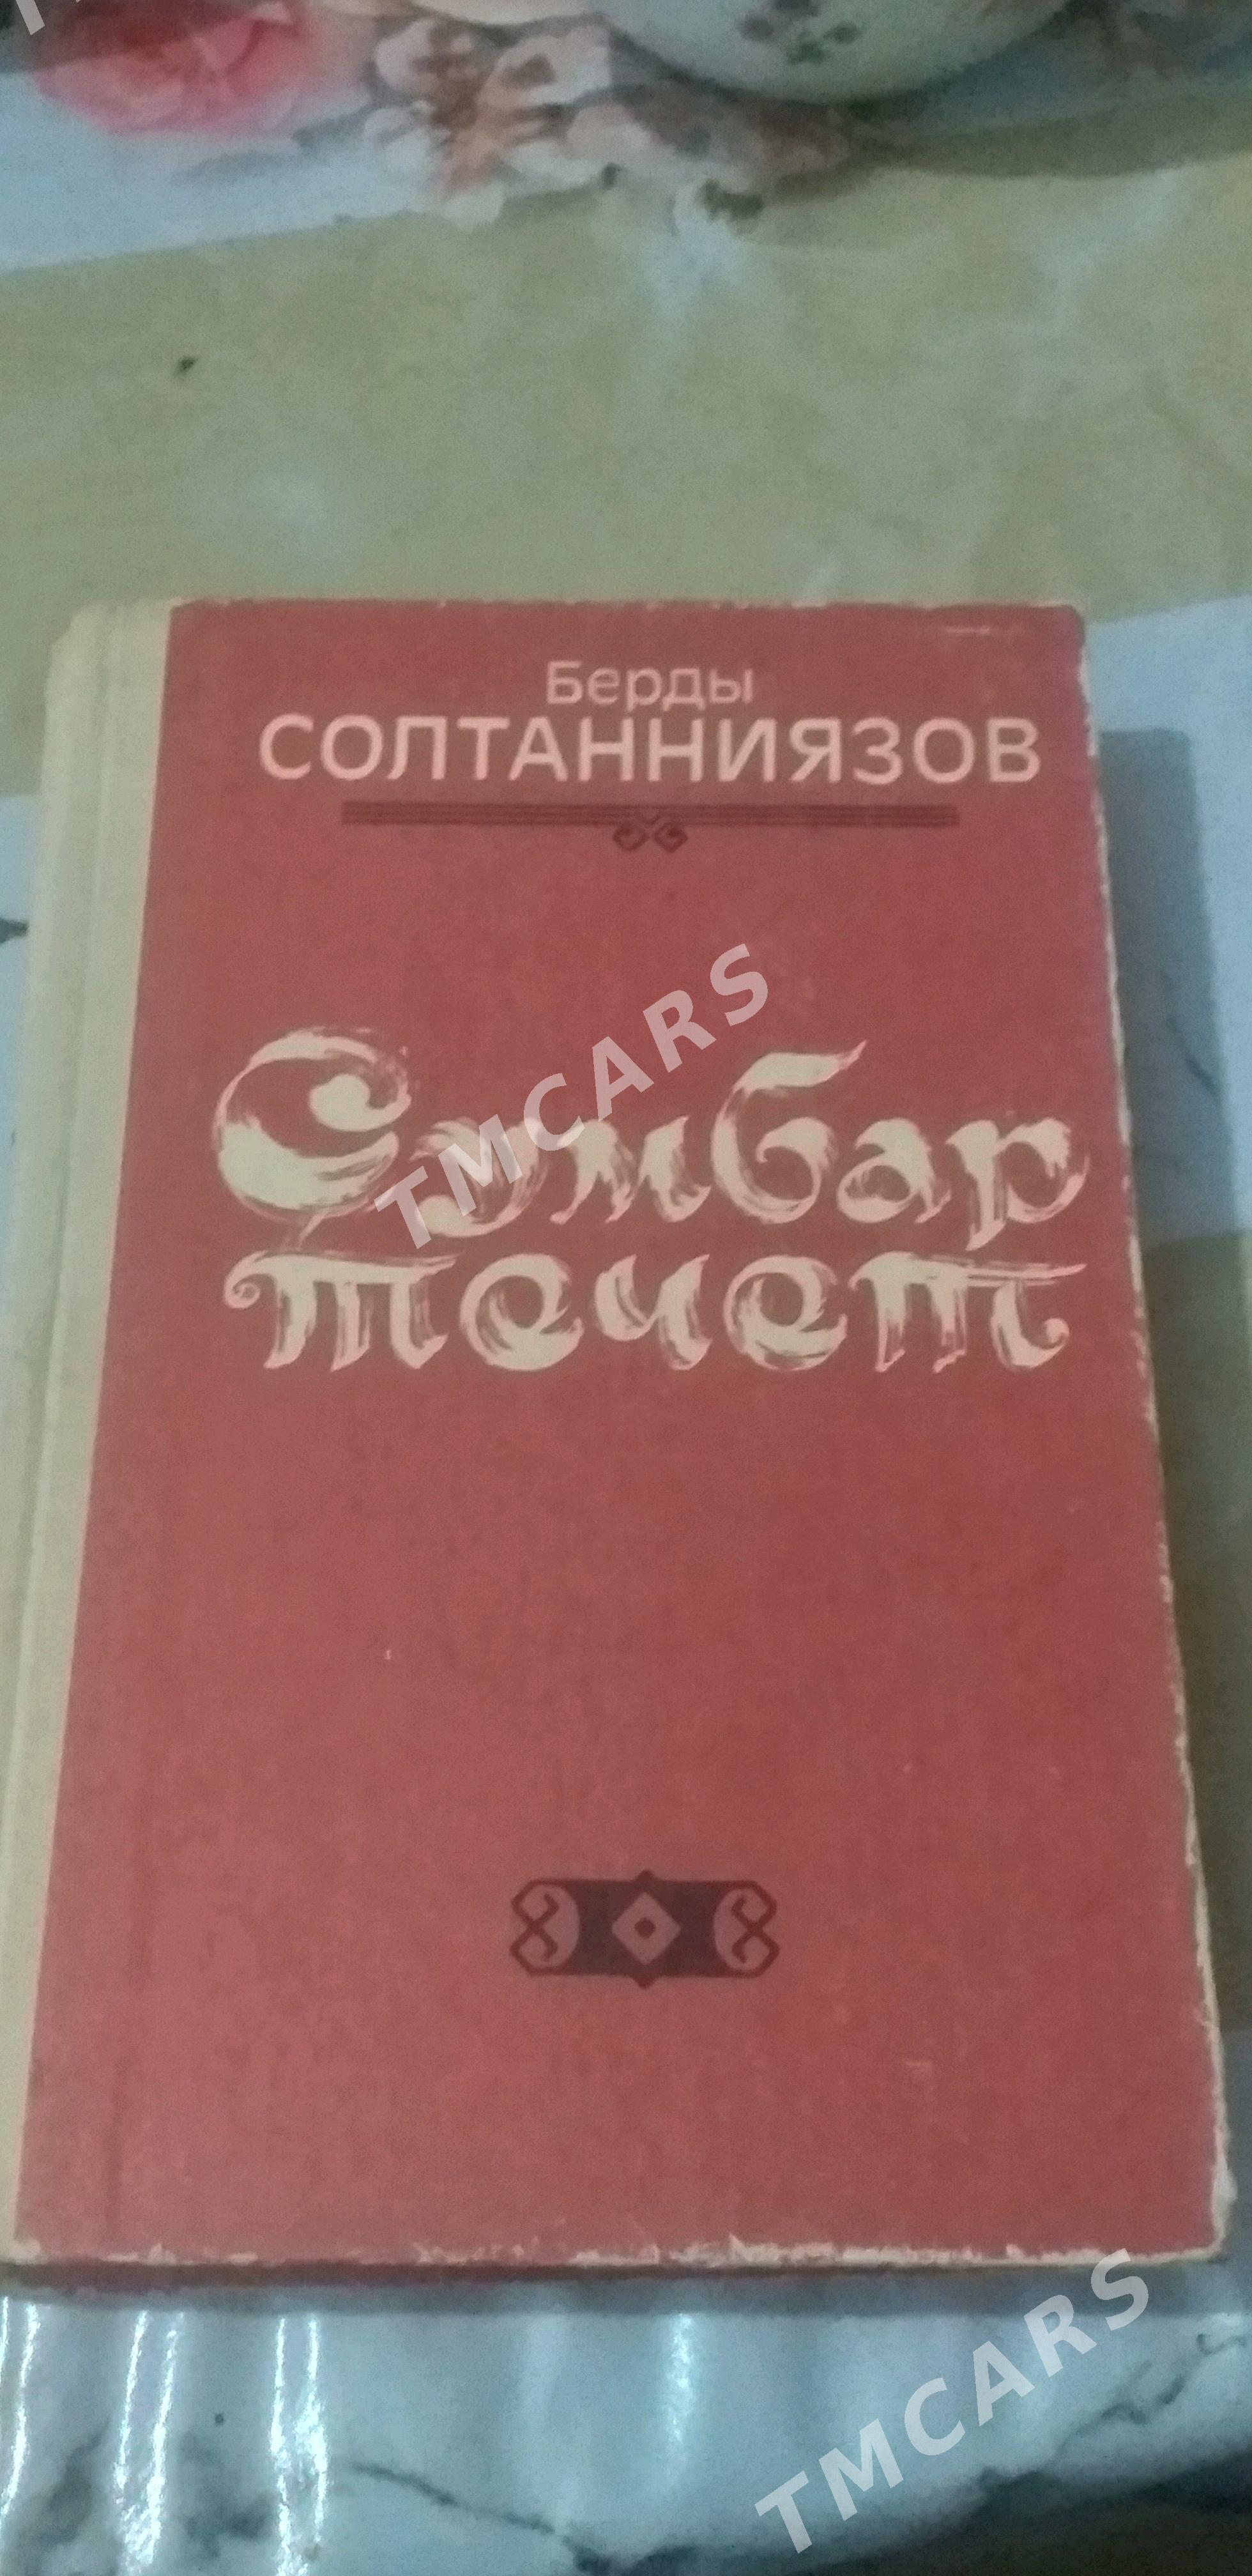 Берды
СОЛТАННИЯЗОВ
Сумбар
течет
TMCARS
TMCARS